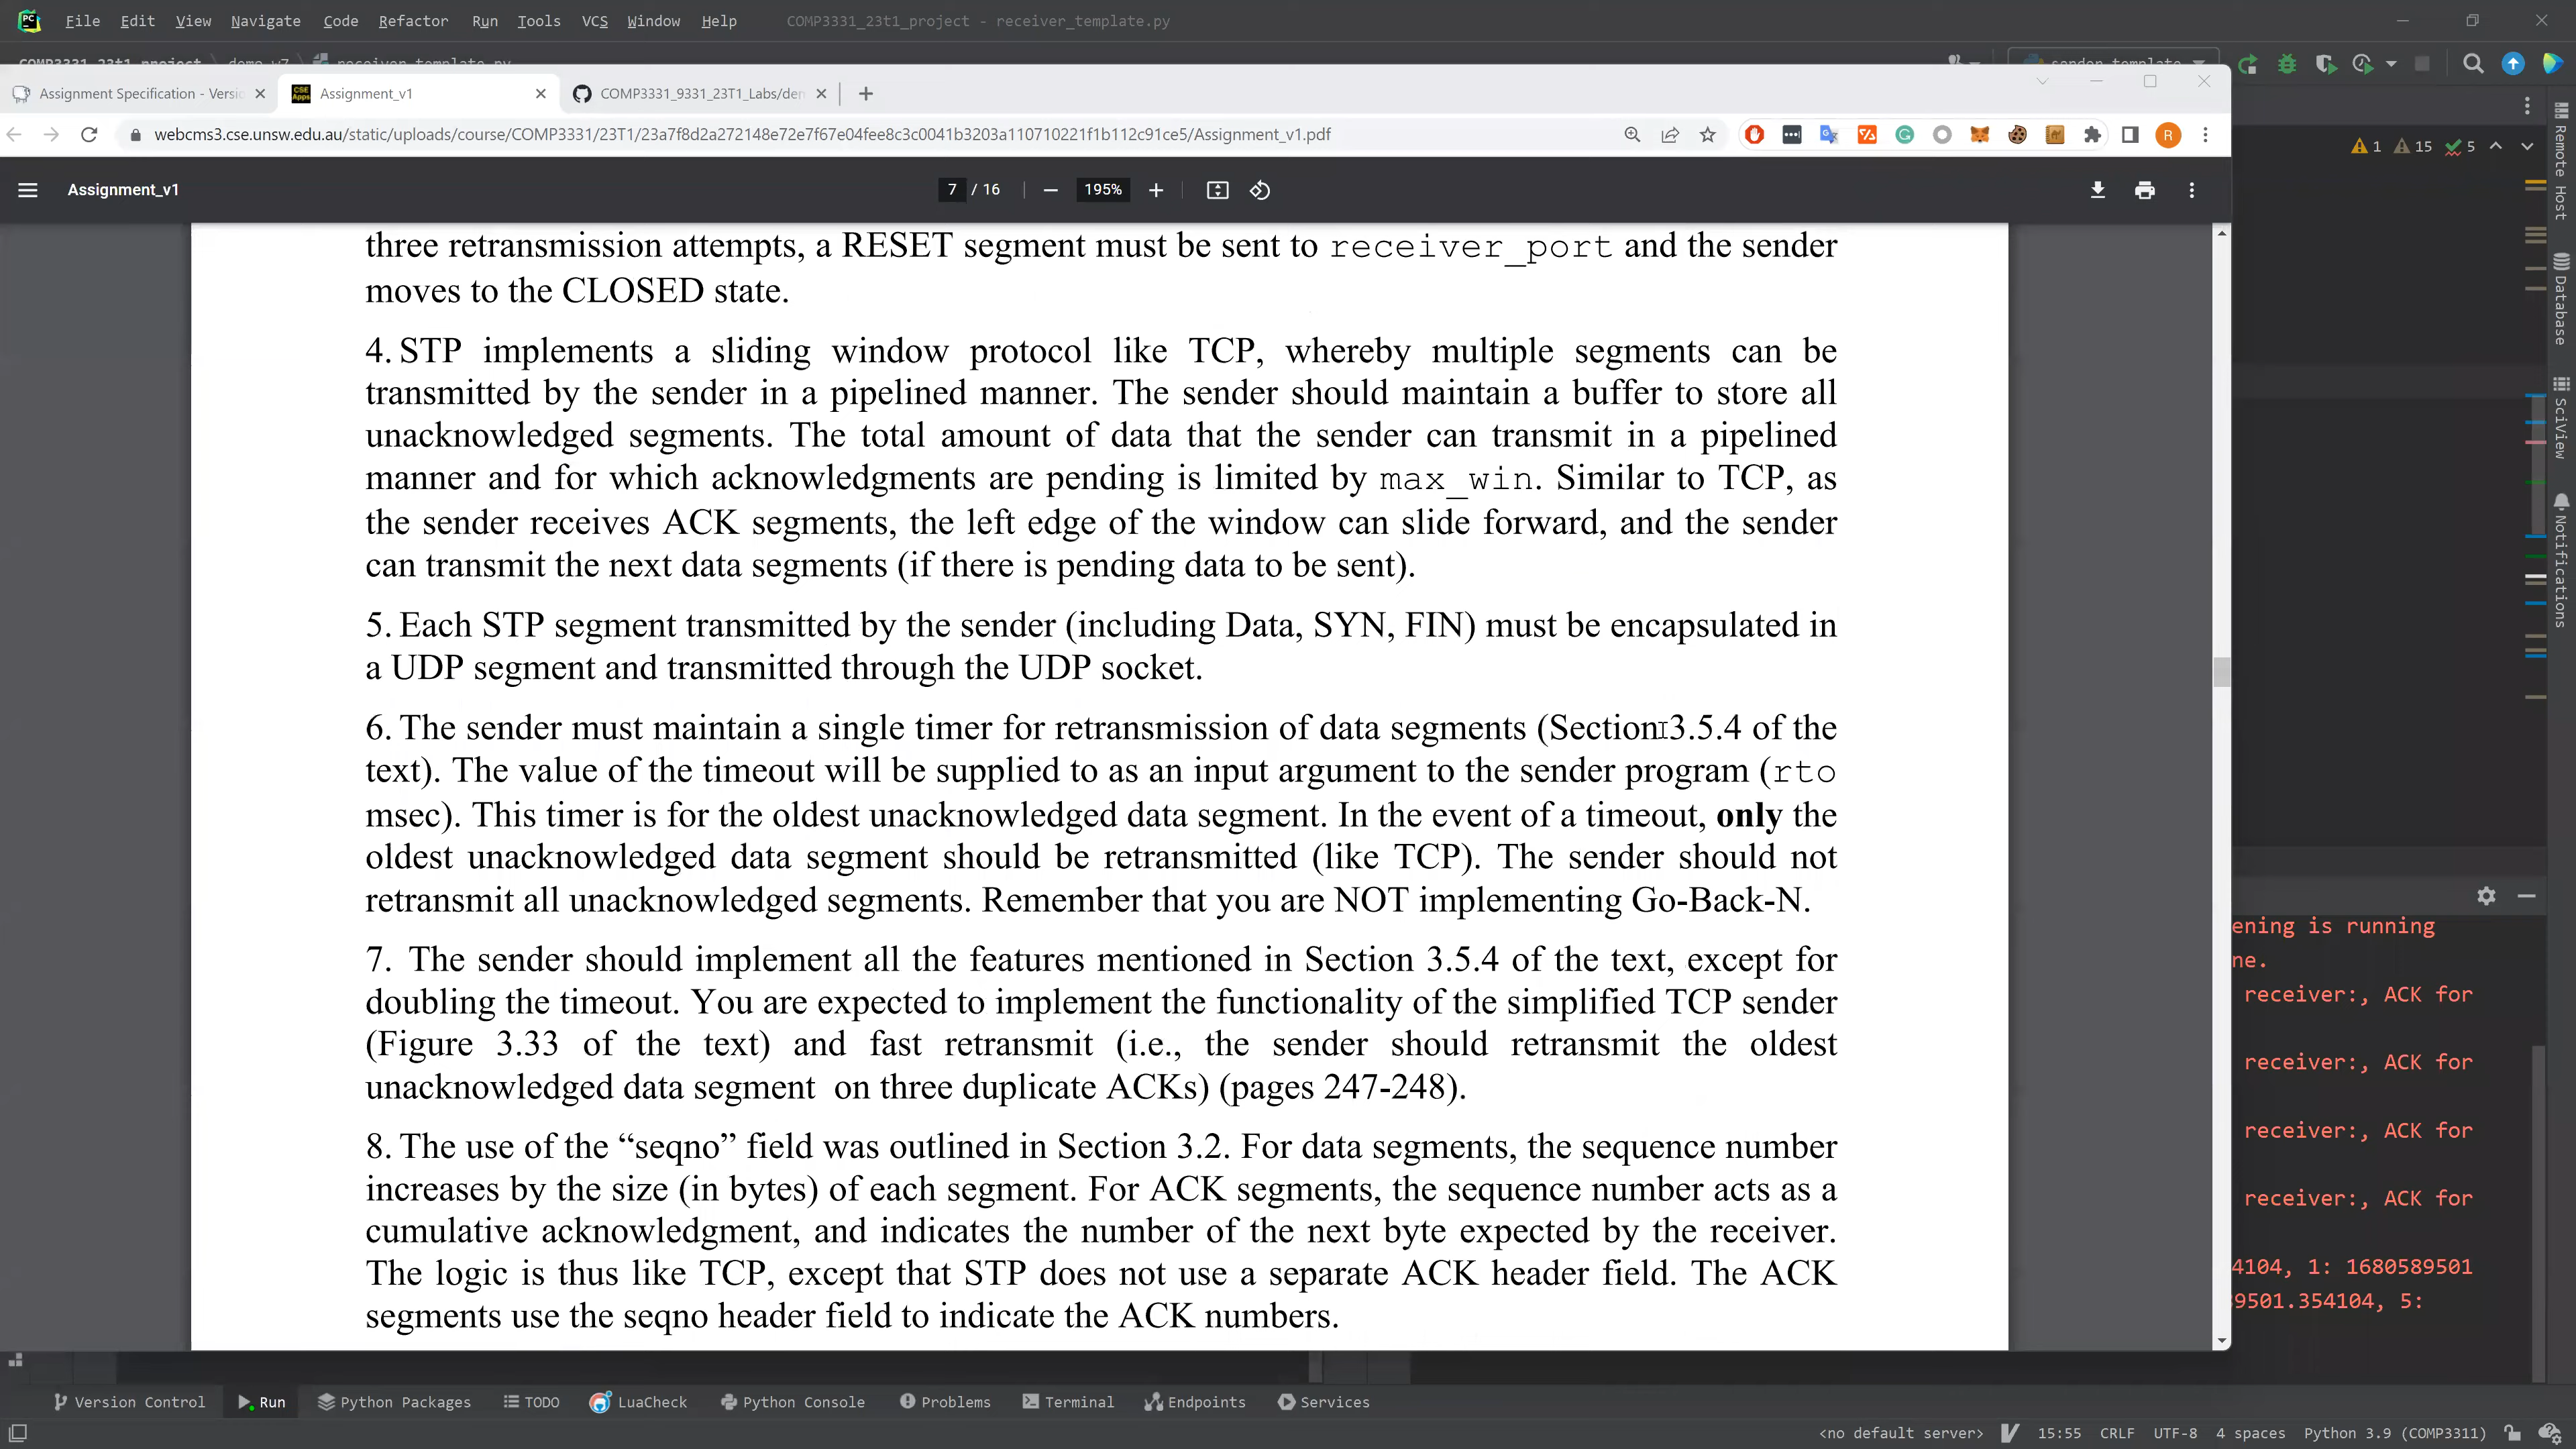 File Edit View Navigate Code Refactor Run Tools VCS Window Help COMP3331_23t1_project - receiver_template.py
Assignment Specification - Versi
Assignment_v1
COMP3331_9331_23T1_Labs/der
webcms3.cse.unsw.edu.au/static/uploads/course/COMP3331/23T1/23a7f8d2a272148e72e7f67e04fee8c3c0041b3203a110710221f1b112c91ce5/Assignment_v1.pdf
1 15 5
Assignment_v1 7 / 16 195%
three retransmission attempts, a RESET segment must be sent to receiver_port and the sender
moves to the CLOSED state.
4. STP implements a sliding window protocol like TCP, whereby multiple segments can be
transmitted by the sender in a pipelined manner. The sender should maintain a buffer to store all
unacknowledged segments. The total amount of data that the sender can transmit in a pipelined
manner and for which acknowledgments are pending is limited by max_win. Similar to TCP, as
the sender receives ACK segments, the left edge of the window can slide forward, and the sender
can transmit the next data segments (if there is pending data to be sent).
5. Each STP segment transmitted by the sender (including Data, SYN, FIN) must be encapsulated in
a UDP segment and transmitted through the UDP socket.
6. The sender must maintain a single timer for retransmission of data segments (Section 3.5.4 of the
text). The value of the timeout will be supplied to as an input argument to the sender program (rto
msec). This timer is for the oldest unacknowledged data segment. In the event of a timeout, only the
oldest unacknowledged data segment should be retransmitted (like TCP). The sender should not
retransmit all unacknowledged segments. Remember that you are NOT implementing Go-Back-N.
7. The sender should implement all the features mentioned in Section 3.5.4 of the text, except for
doubling the timeout. You are expected to implement the functionality of the simplified TCP sender
(Figure 3.33 of the text) and fast retransmit (i.e., the sender should retransmit the oldest
unacknowledged data segment on three duplicate ACKs) (pages 247-248).
8. The use of the “seqno” field was outlined in Section 3.2. For data segments, the sequence number
increases by the size (in bytes) of each segment. For ACK segments, the sequence number acts as a
cumulative acknowledgment, and indicates the number of the next byte expected by the receiver.
The logic is thus like TCP, except that STP does not use a separate ACK header field. The ACK
segments use the seqno header field to indicate the ACK numbers.
Remote Host
Database
SciView
Notifications
ening is running
ne.
receiver:, ACK for
receiver:, ACK for
receiver:, ACK for
receiver:, ACK for
4104, 1: 1680589501
9501.354104, 5:
Version Control Run Python Packages TODO LuaCheck Python Console Problems Terminal Endpoints Services
<no default server> 15:55 CRLF UTF-8 4 spaces Python 3.9 (COMP3311)